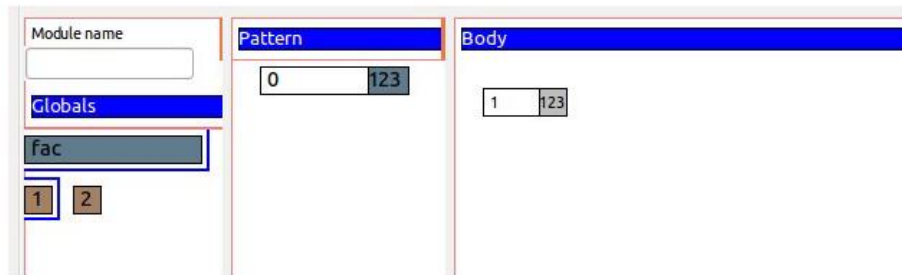 Module name
Globals
fac
1 2
Pattern
0 123
Body
1 123